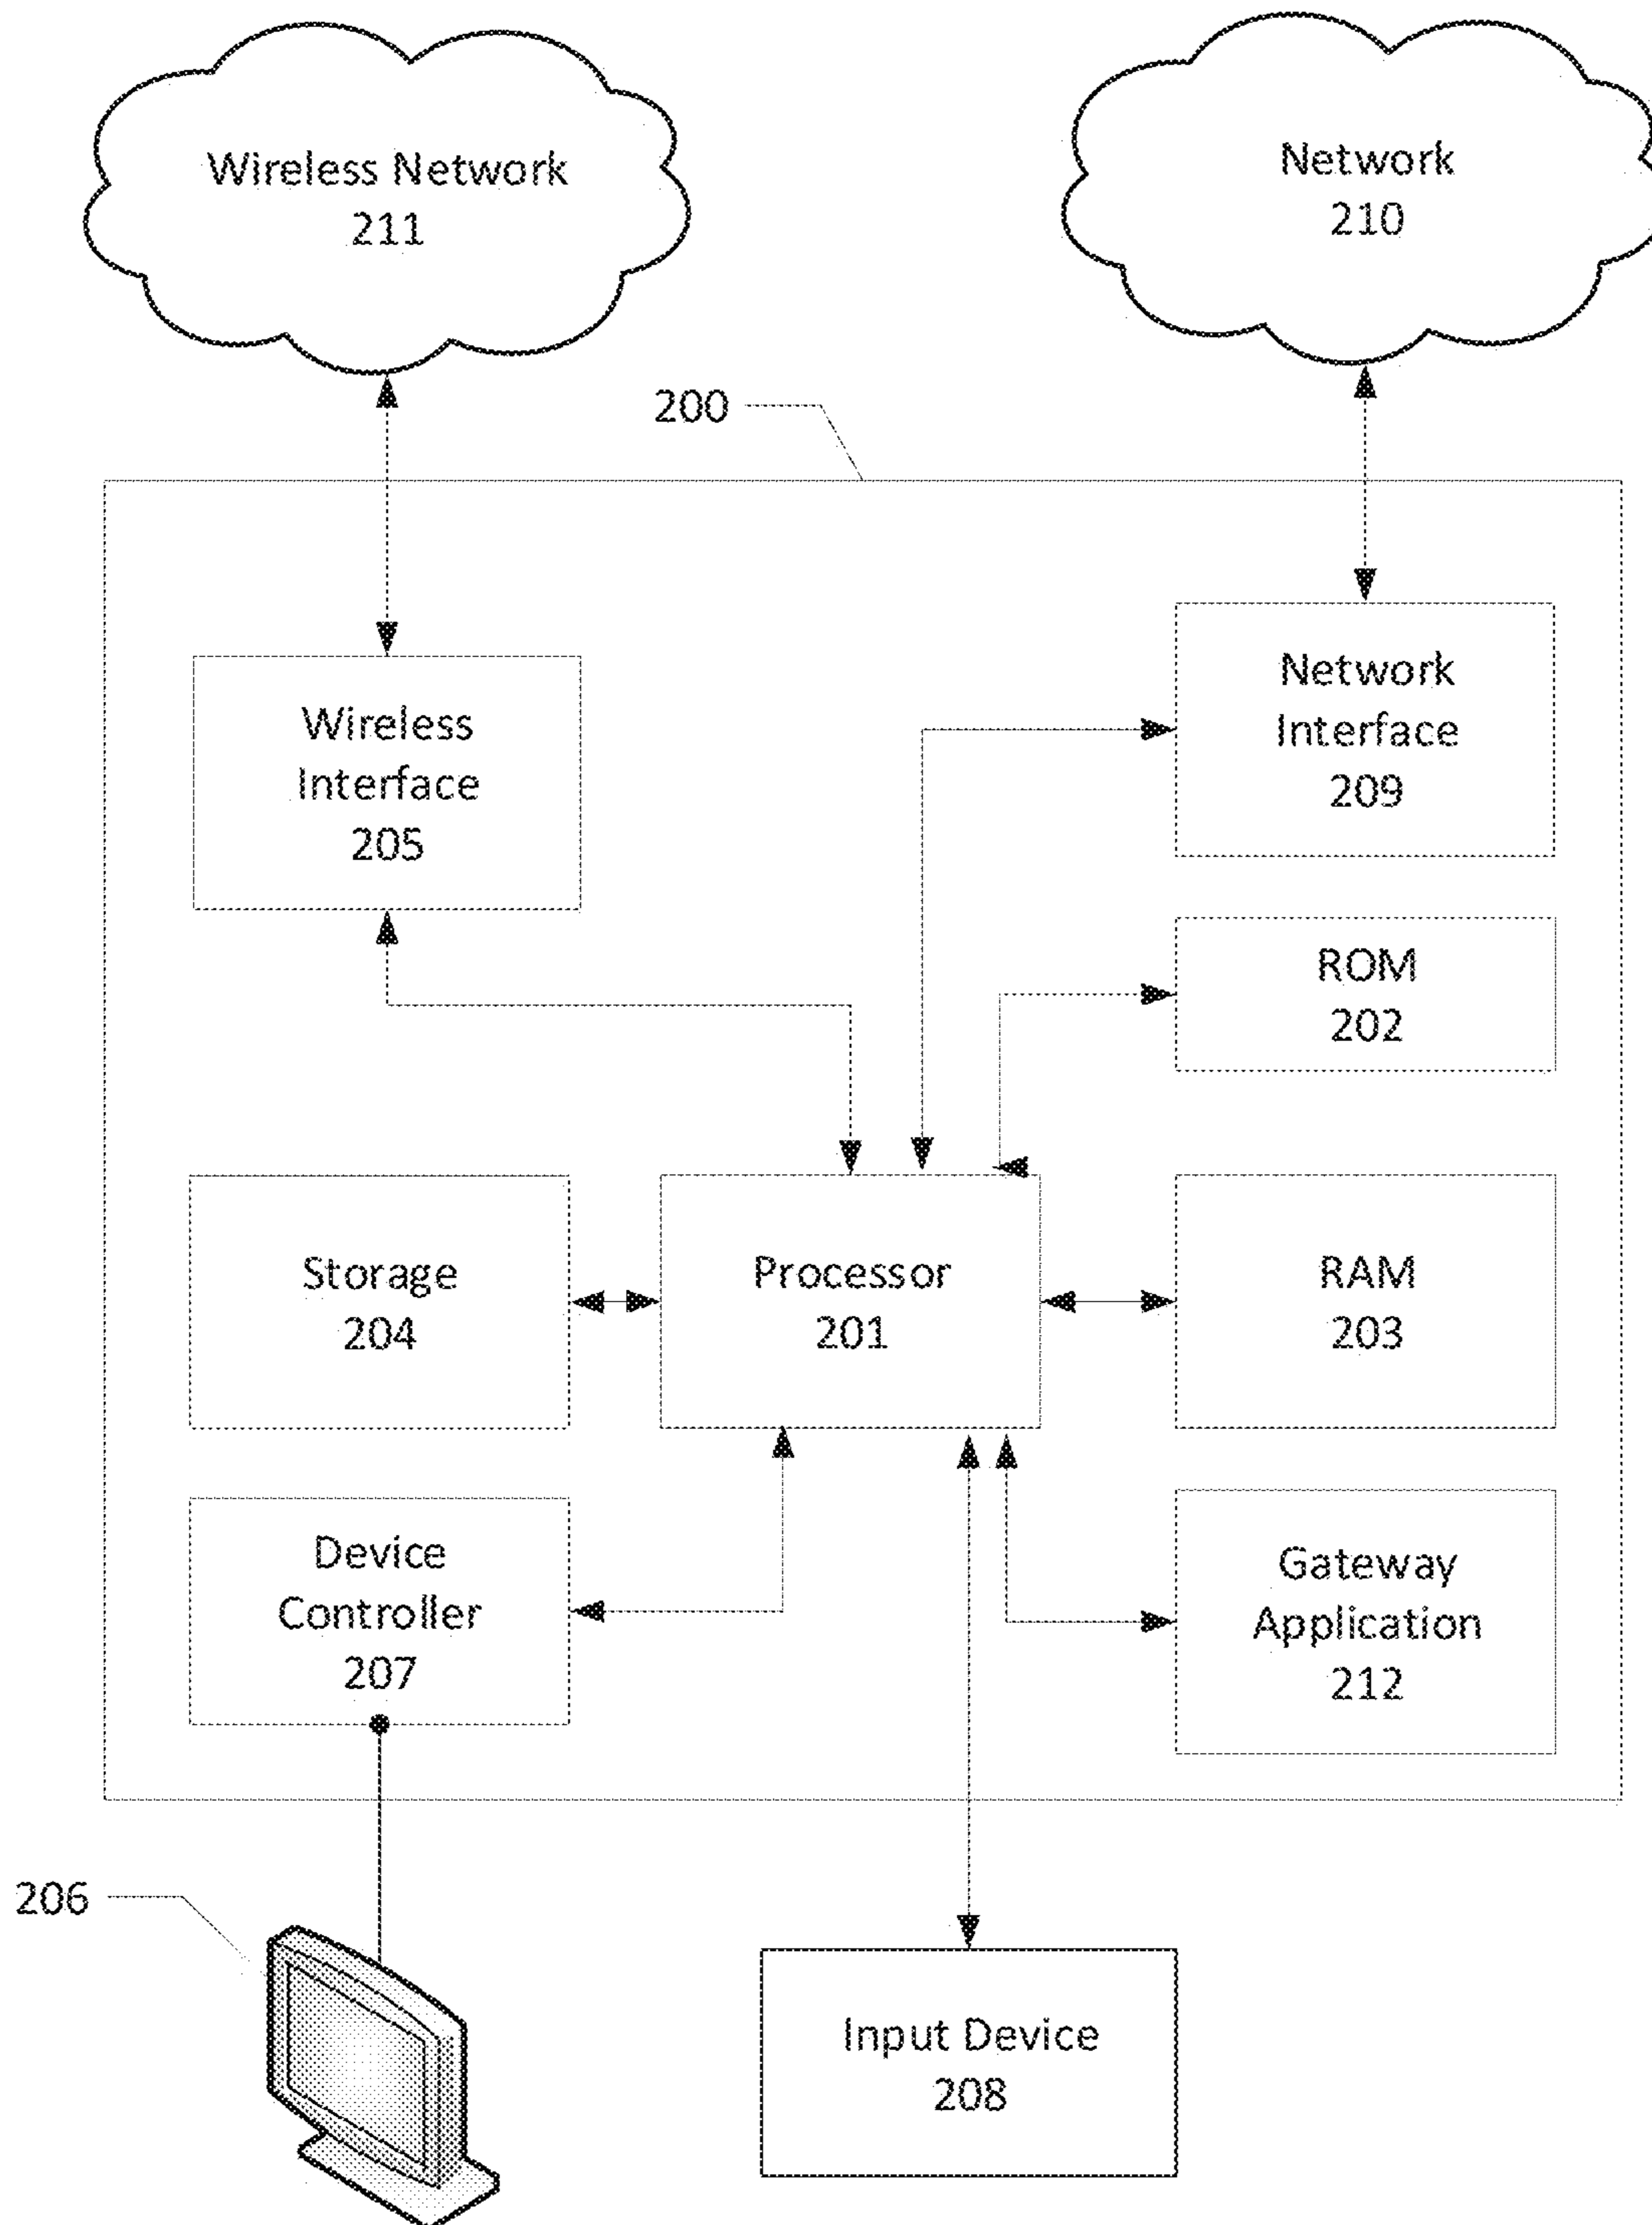 Wireless Network
211
Network
210
200
Wireless
Interface
205
Network
Interface
209
ROM
202
Storage
204
Processor
201
RAM
203
Device
Controller
207
Gateway
Application
212
206
Input Device
208